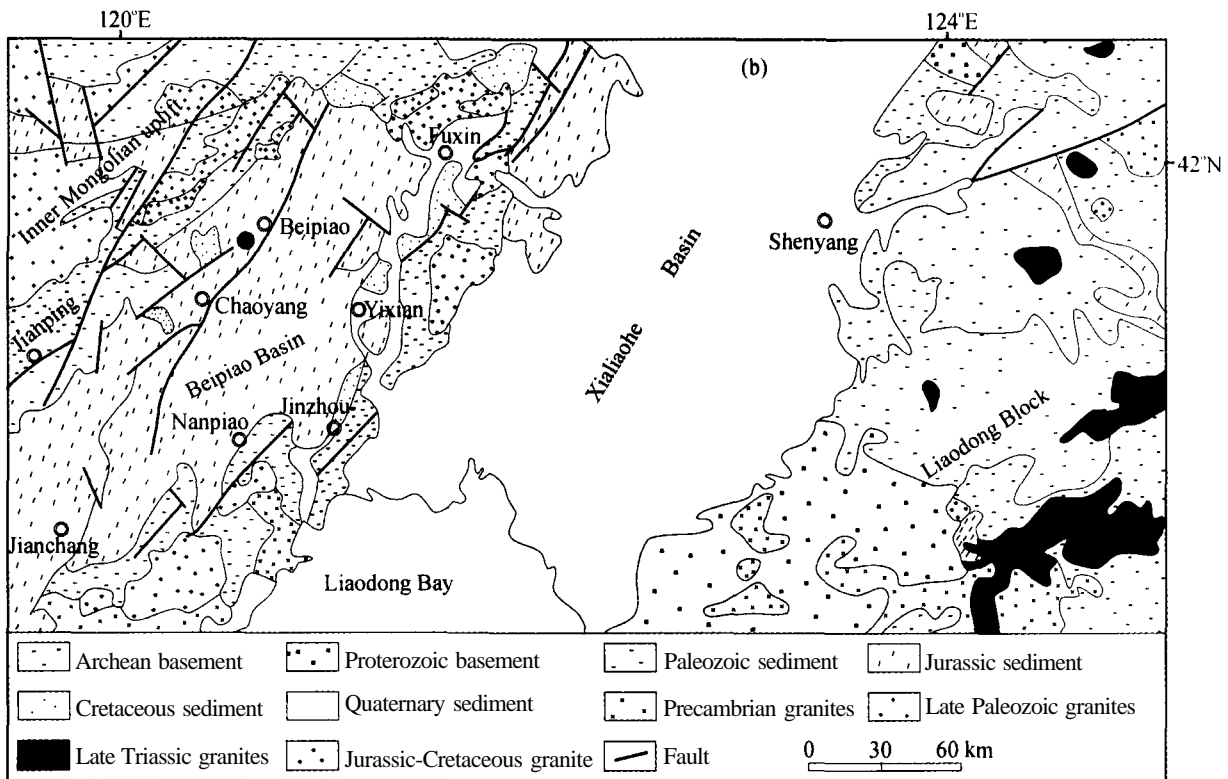 120°E
124°E
(b)
Inner Mongolian uplift
Fuxin
42°N
Beipiao
Shenyang
Basin
Jianping
Chaoyang
Yixian
Beipiao Basin
Xialiaohe
Nanpiao
Jinzhou
Liaodong Block
Jianchang
Liaodong Bay
Archean basement
Proterozoic basement
Paleozoic sediment
Jurassic sediment
Cretaceous sediment
Quaternary sediment
Precambrian granites
Late Paleozoic granites
Late Triassic granites
Jurassic-Cretaceous granite
Fault
0 30 60 km